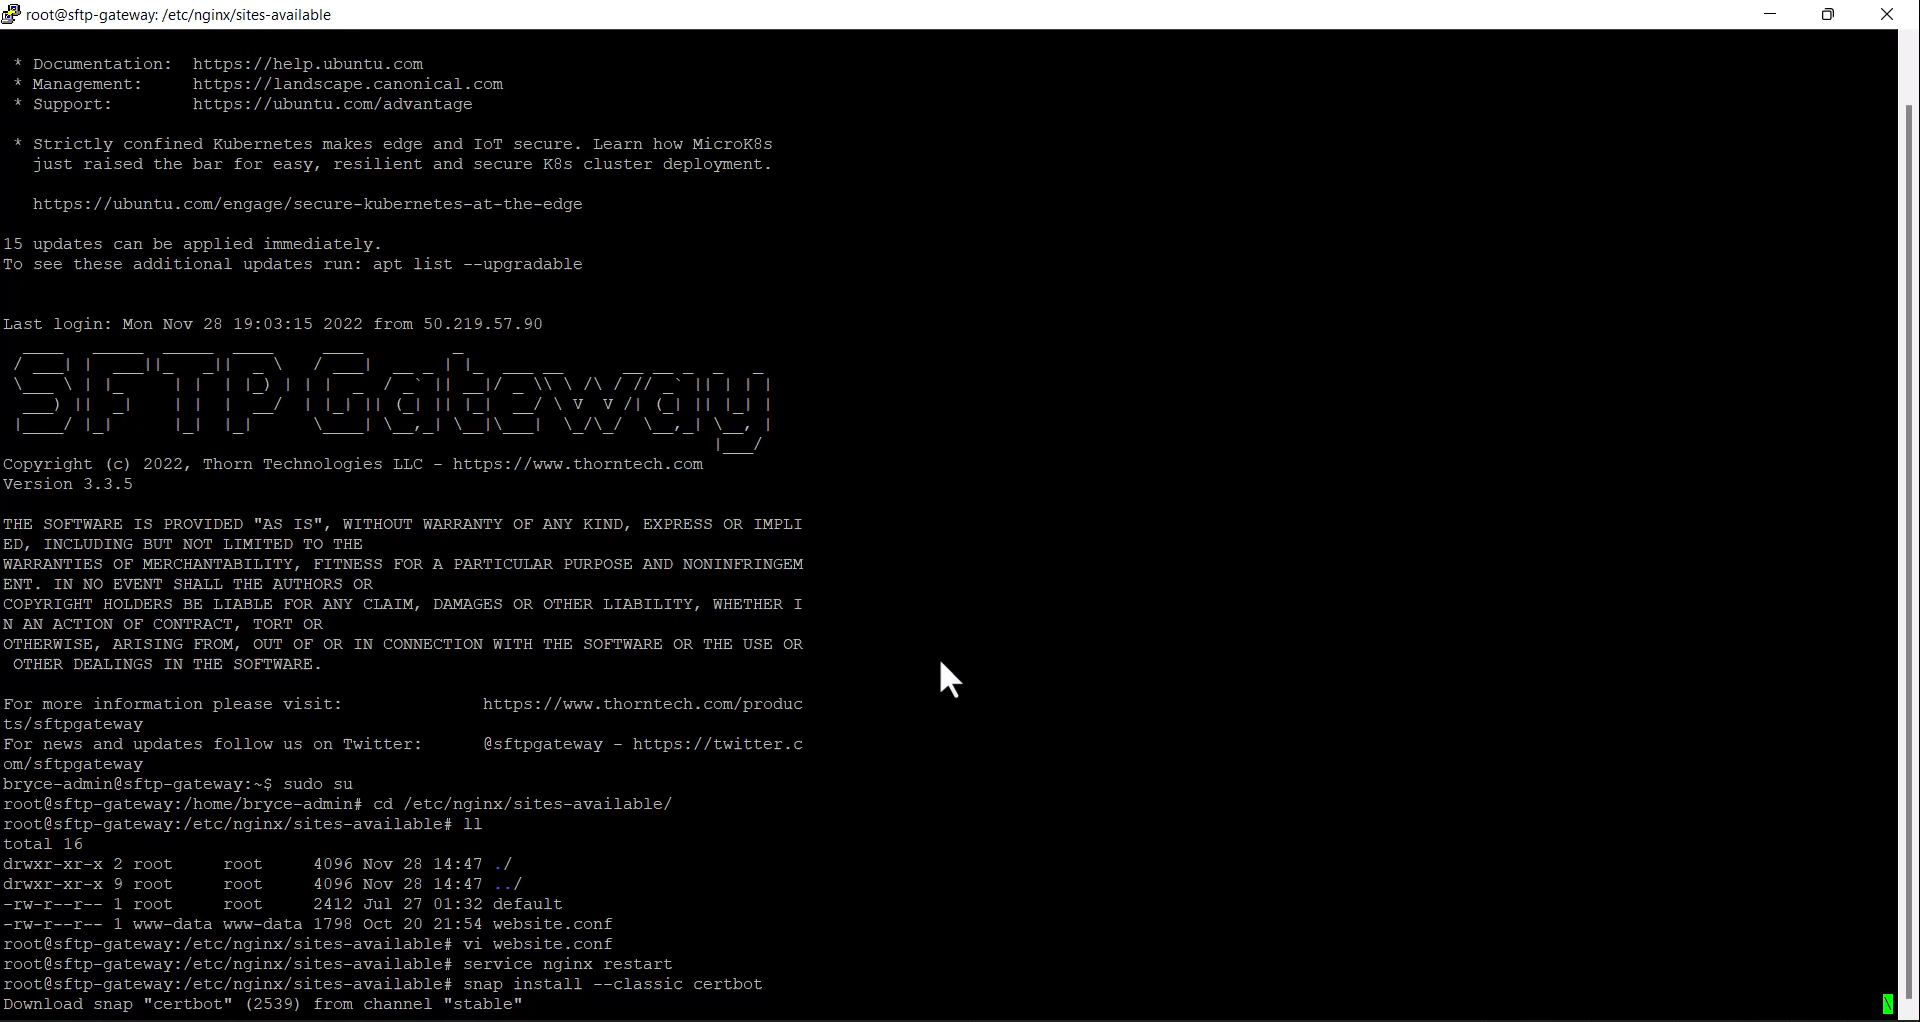 root@sftp-gateway: /etc/nginx/sites-available
* Documentation:  https://help.ubuntu.com
* Management:     https://landscape.canonical.com
* Support:        https://ubuntu.com/advantage
* Strictly confined Kubernetes makes edge and IoT secure. Learn how MicroK8s
just raised the bar for easy, resilient and secure K8s cluster deployment.
https://ubuntu.com/engage/secure-kubernetes-at-the-edge
15 updates can be applied immediately.
To see these additional updates run: apt list --upgradable
Last login: Mon Nov 28 19:03:15 2022 from 50.219.57.90
SFTP Gateway
Copyright (c) 2022, Thorn Technologies LLC - https://www.thorntech.com
Version 3.3.5
THE SOFTWARE IS PROVIDED "AS IS", WITHOUT WARRANTY OF ANY KIND, EXPRESS OR IMPLI
ED, INCLUDING BUT NOT LIMITED TO THE
WARRANTIES OF MERCHANTABILITY, FITNESS FOR A PARTICULAR PURPOSE AND NONINFRINGEM
ENT. IN NO EVENT SHALL THE AUTHORS OR
COPYRIGHT HOLDERS BE LIABLE FOR ANY CLAIM, DAMAGES OR OTHER LIABILITY, WHETHER I
N AN ACTION OF CONTRACT, TORT OR
OTHERWISE, ARISING FROM, OUT OF OR IN CONNECTION WITH THE SOFTWARE OR THE USE OR
OTHER DEALINGS IN THE SOFTWARE.
For more information please visit:              https://www.thorntech.com/produc
ts/sftpgateway
For news and updates follow us on Twitter:      @sftpgateway - https://twitter.c
om/sftpgateway
bryce-admin@sftp-gateway:~$ sudo su
root@sftp-gateway:/home/bryce-admin# cd /etc/nginx/sites-available/
root@sftp-gateway:/etc/nginx/sites-available# ll
total 16
drwxr-xr-x 2 root     root     4096 Nov 28 14:47 ./
drwxr-xr-x 9 root     root     4096 Nov 28 14:47 ../
-rw-r--r-- 1 root     root     2412 Jul 27 01:32 default
-rw-r--r-- 1 www-data www-data 1798 Oct 20 21:54 website.conf
root@sftp-gateway:/etc/nginx/sites-available# vi website.conf
root@sftp-gateway:/etc/nginx/sites-available# service nginx restart
root@sftp-gateway:/etc/nginx/sites-available# snap install --classic certbot
Download snap "certbot" (2539) from channel "stable" \